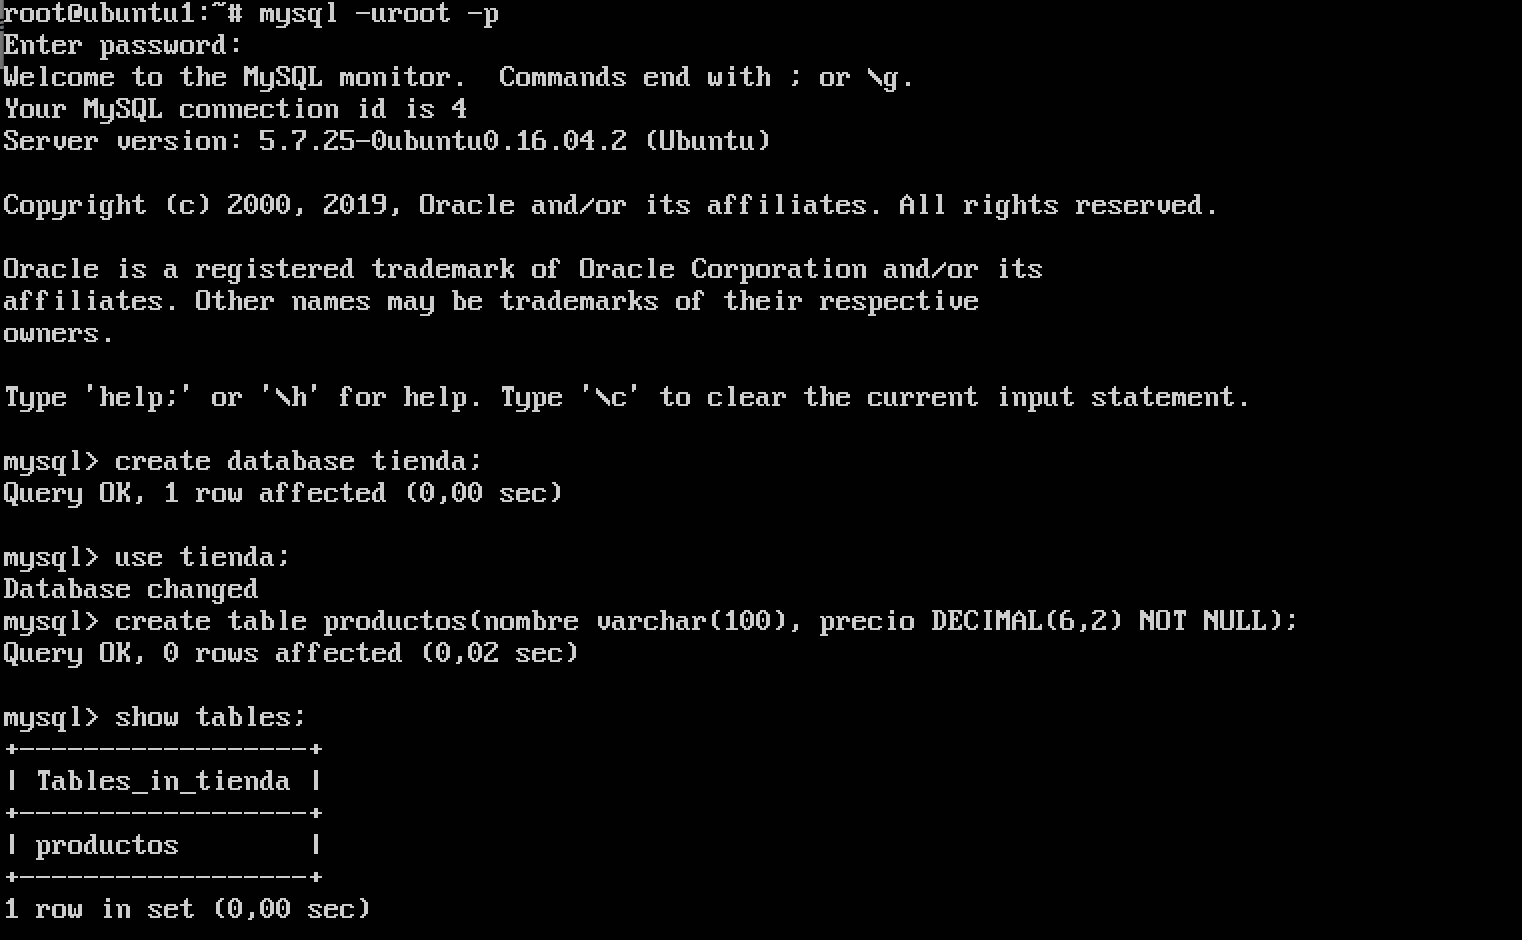 root@ubuntu1:~# mysql -uroot -p
Enter password:
Welcome to the MySQL monitor.  Commands end with ; or \g.
Your MySQL connection id is 4
Server version: 5.7.25-0ubuntu0.16.04.2 (Ubuntu)
Copyright (c) 2000, 2019, Oracle and/or its affiliates. All rights reserved.
Oracle is a registered trademark of Oracle Corporation and/or its
affiliates. Other names may be trademarks of their respective
owners.
Type 'help;' or '\h' for help. Type '\c' to clear the current input statement.
mysql> create database tienda;
Query OK, 1 row affected (0,00 sec)
mysql> use tienda;
Database changed
mysql> create table productos(nombre varchar(100), precio DECIMAL(6,2) NOT NULL);
Query OK, 0 rows affected (0,02 sec)
mysql> show tables;
+------------------+
| Tables_in_tienda |
+------------------+
| productos        |
+------------------+
1 row in set (0,00 sec)